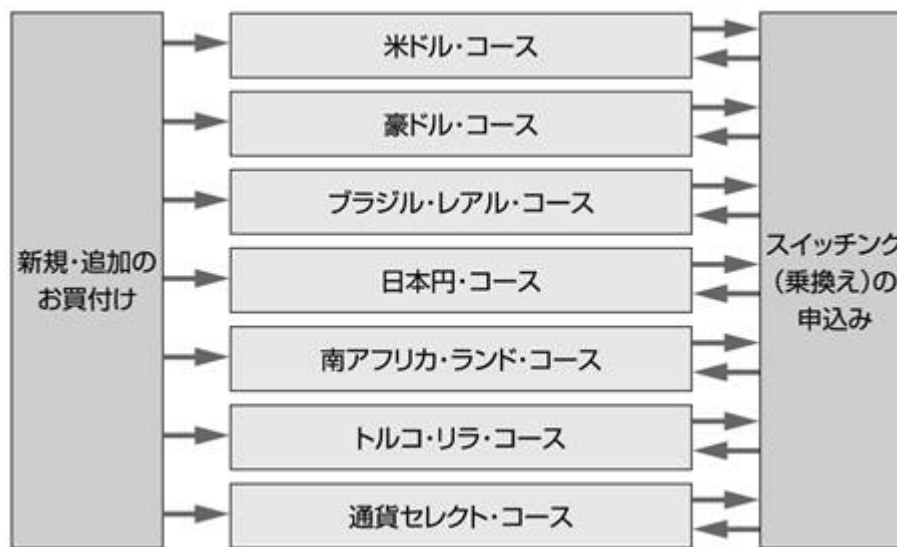 新規・追加の
お買付け
米ドル・コース
豪ドル・コース
ブラジル・レアル・コース
日本円・コース
南アフリカ・ランド・コース
トルコ・リラ・コース
通貨セレクト・コース
スイッチング
(乗換え)の
申込み